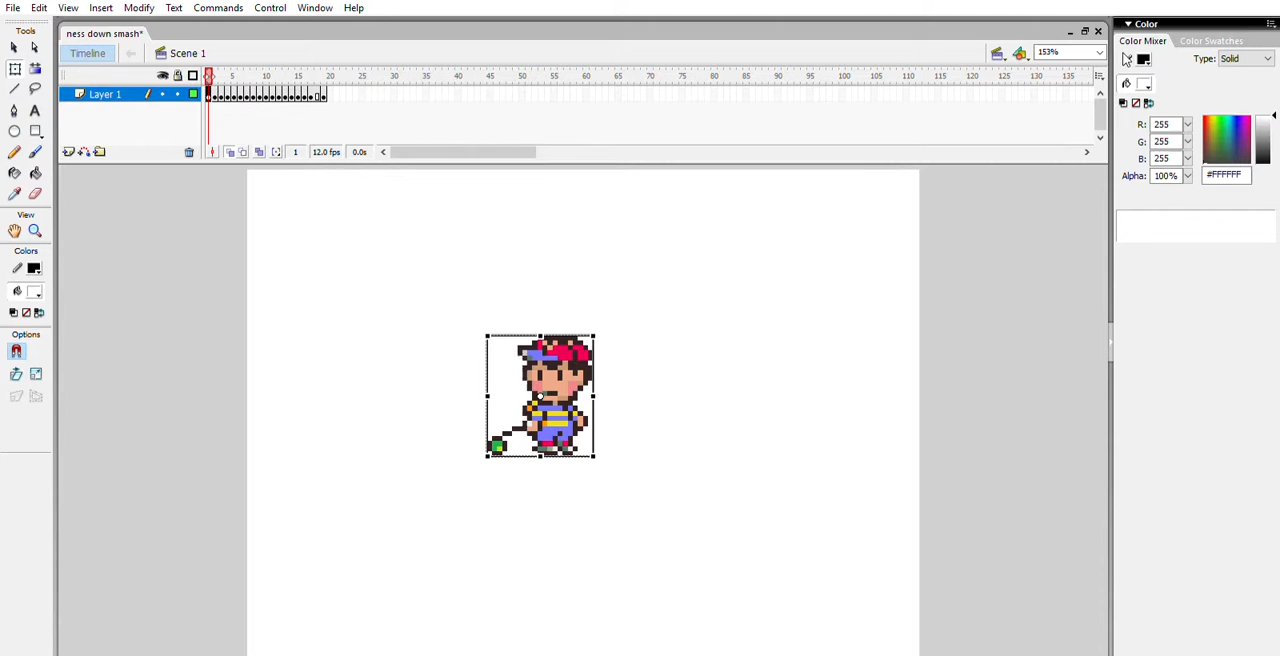 File Edit View Insert Modify Text Commands Control Window Help
Tools
ness down smash*
Color
Color Mixer Color Swatches
Timeline Scene 1 153%
Type: Solid
5 10 15 20 25 30 35 40 45 50 55 60 65 70 75 80 85 90 95 100 105 110 115 120 125 130 135
Layer 1
R: 255
G: 255
B: 255
Alpha: 100% #FFFFFF
1 12.0 fps 0.0s
View
Colors
Options